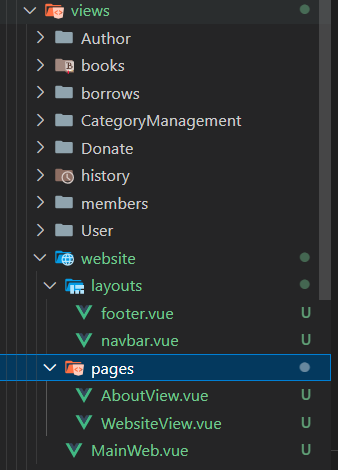 views
Author
books
borrows
CategoryManagement
Donate
history
members
User
website
layouts
footer.vue U
navbar.vue U
pages
AboutView.vue U
WebsiteView.vue U
MainWeb.vue U